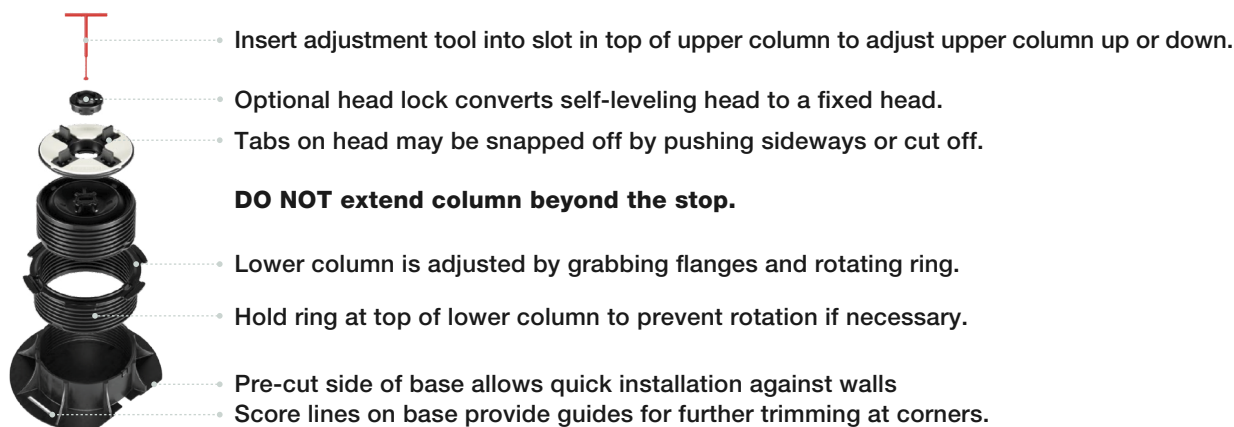 Insert adjustment tool into slot in top of upper column to adjust upper column up or down.
Optional head lock converts self-leveling head to a fixed head.
Tabs on head may be snapped off by pushing sideways or cut off.
DO NOT extend column beyond the stop.
Lower column is adjusted by grabbing flanges and rotating ring.
Hold ring at top of lower column to prevent rotation if necessary.
Pre-cut side of base allows quick installation against walls
Score lines on base provide guides for further trimming at corners.